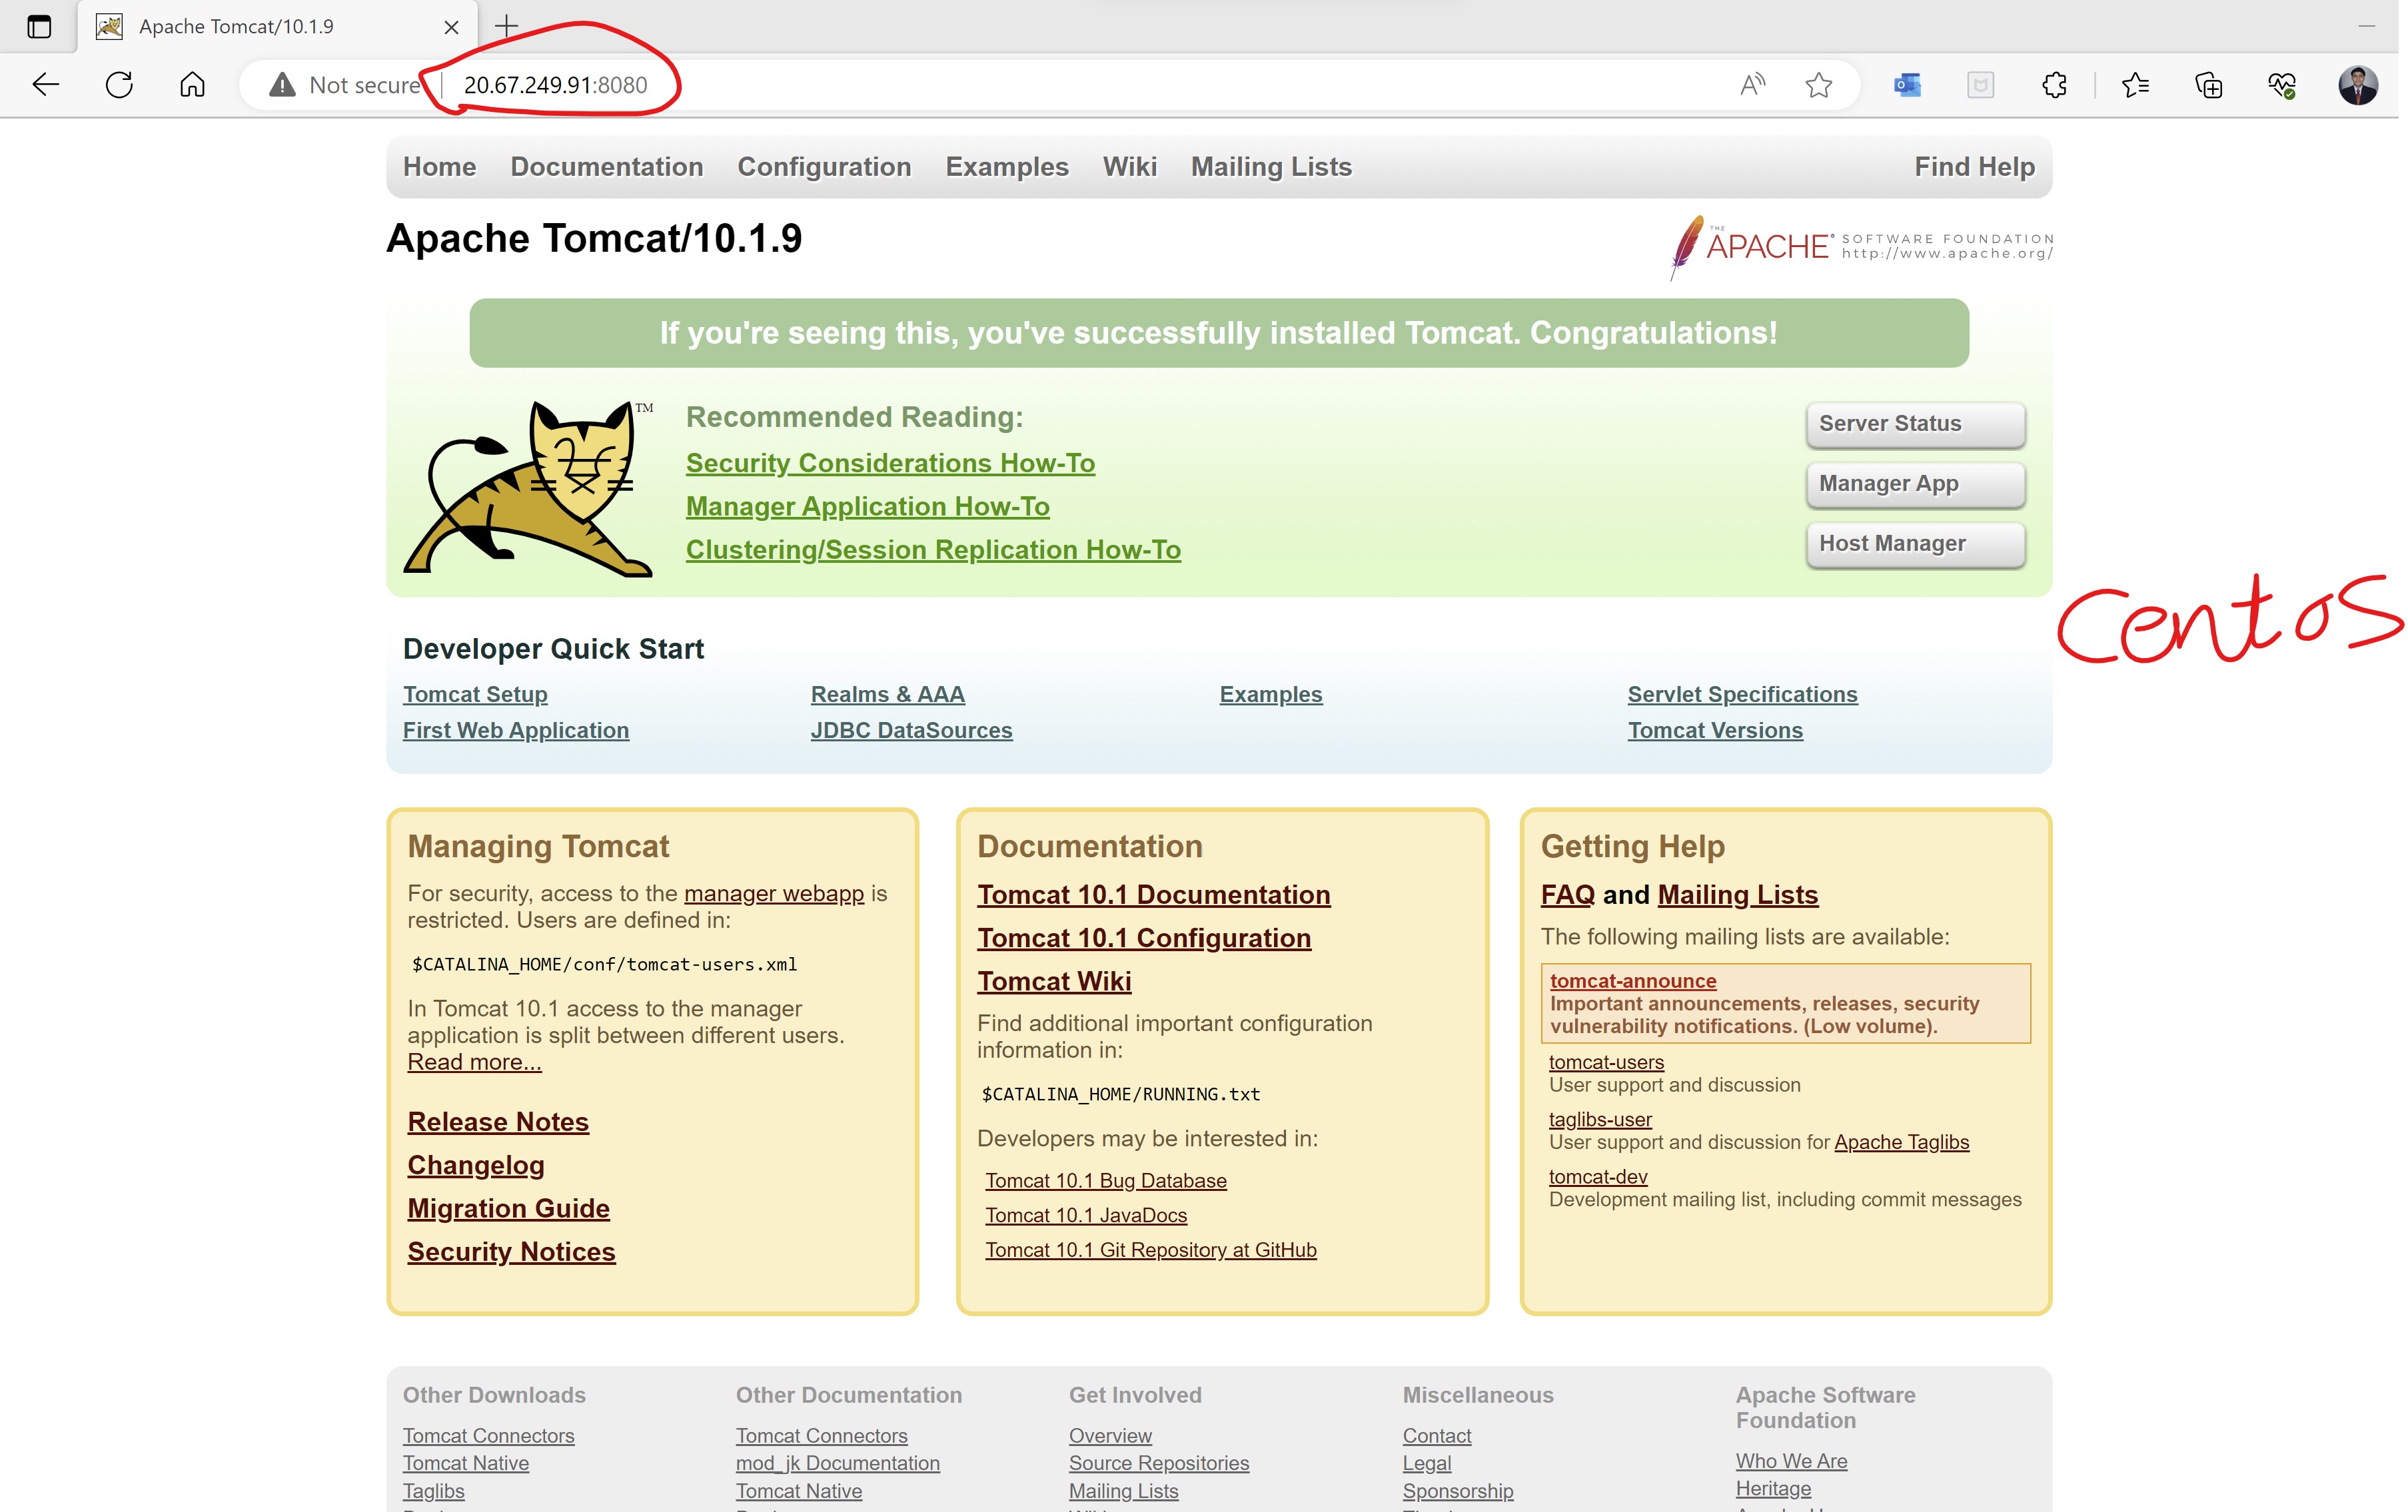 Apache Tomcat/10.1.9
Not secure 20.67.249.91:8080
Home Documentation Configuration Examples Wiki Mailing Lists Find Help
Apache Tomcat/10.1.9
THE APACHE® SOFTWARE FOUNDATION
http://www.apache.org/
If you're seeing this, you've successfully installed Tomcat. Congratulations!
TM
Recommended Reading:
Security Considerations How-To
Manager Application How-To
Clustering/Session Replication How-To
Server Status
Manager App
Host Manager
CentOS
Developer Quick Start
Tomcat Setup
First Web Application
Realms & AAA
JDBC DataSources
Examples
Servlet Specifications
Tomcat Versions
Managing Tomcat
For security, access to the manager webapp is
restricted. Users are defined in:
$CATALINA_HOME/conf/tomcat-users.xml
In Tomcat 10.1 access to the manager
application is split between different users.
Read more...
Release Notes
Changelog
Migration Guide
Security Notices
Documentation
Tomcat 10.1 Documentation
Tomcat 10.1 Configuration
Tomcat Wiki
Find additional important configuration
information in:
$CATALINA_HOME/RUNNING.txt
Developers may be interested in:
Tomcat 10.1 Bug Database
Tomcat 10.1 JavaDocs
Tomcat 10.1 Git Repository at GitHub
Getting Help
FAQ and Mailing Lists
The following mailing lists are available:
tomcat-announce
Important announcements, releases, security
vulnerability notifications. (Low volume).
tomcat-users
User support and discussion
taglibs-user
User support and discussion for Apache Taglibs
tomcat-dev
Development mailing list, including commit messages
Other Downloads
Tomcat Connectors
Tomcat Native
Taglibs
Other Documentation
Tomcat Connectors
mod_jk Documentation
Tomcat Native
Get Involved
Overview
Source Repositories
Mailing Lists
Miscellaneous
Contact
Legal
Sponsorship
Apache Software
Foundation
Who We Are
Heritage